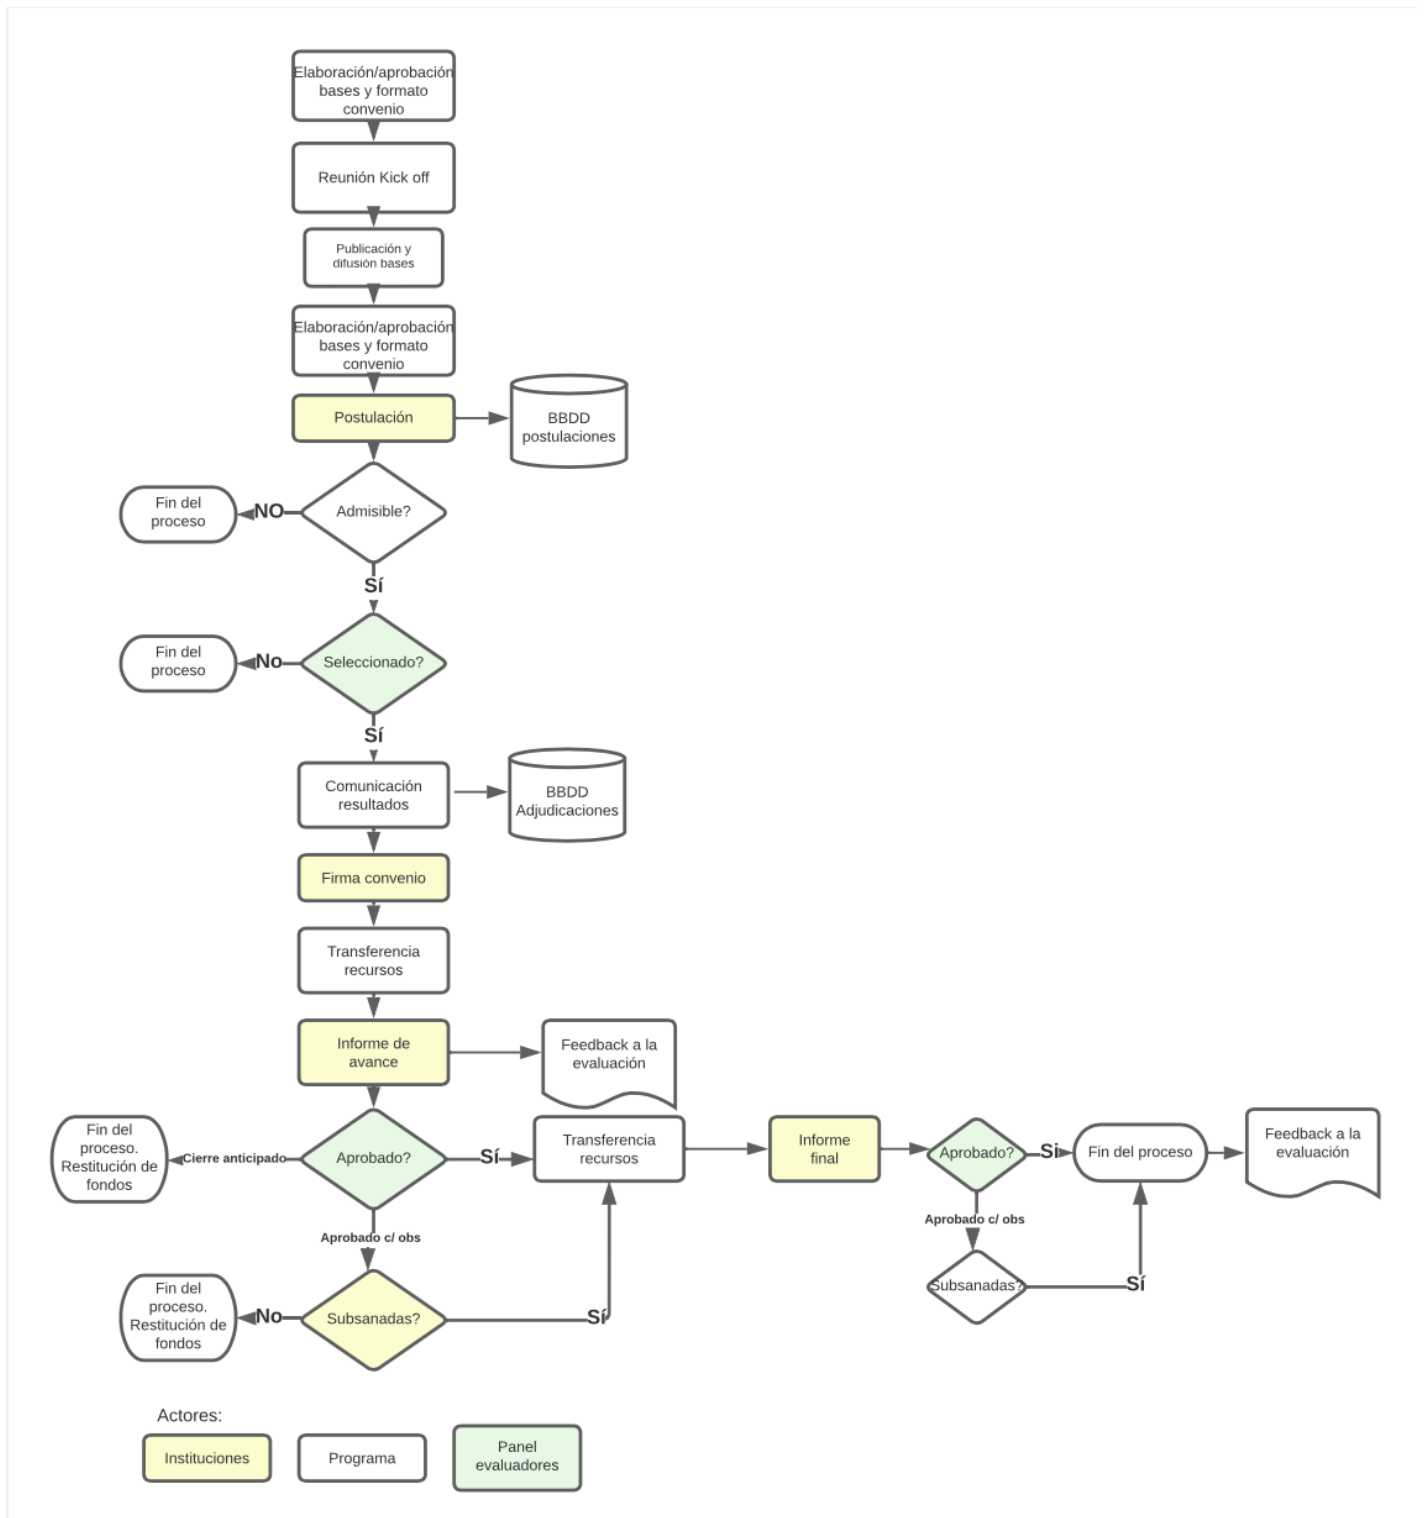 Elaboración/aprobación
bases y formato
convenio
Reunión Kick off
Publicación y
difusión bases
Elaboración/aprobación
bases y formato
convenio
Postulación
BBDD
postulaciones
Admisible?
NO
Fin del
proceso
Sí
Seleccionado?
No
Fin del
proceso
Sí
Comunicación
resultados
BBDD
Adjudicaciones
Firma convenio
Transferencia
recursos
Informe de
avance
Feedback a la
evaluación
Aprobado?
Cierre anticipado
Fin del
proceso.
Restitución de
fondos
Sí
Transferencia
recursos
Informe
final
Aprobado?
Si
Fin del proceso
Feedback a la
evaluación
Aprobado c/ obs
Aprobado c/ obs
Subsanadas?
No
Fin del
proceso.
Restitución de
fondos
Sí
Subsanadas?
Sí
Actores:
Instituciones
Programa
Panel
evaluadores